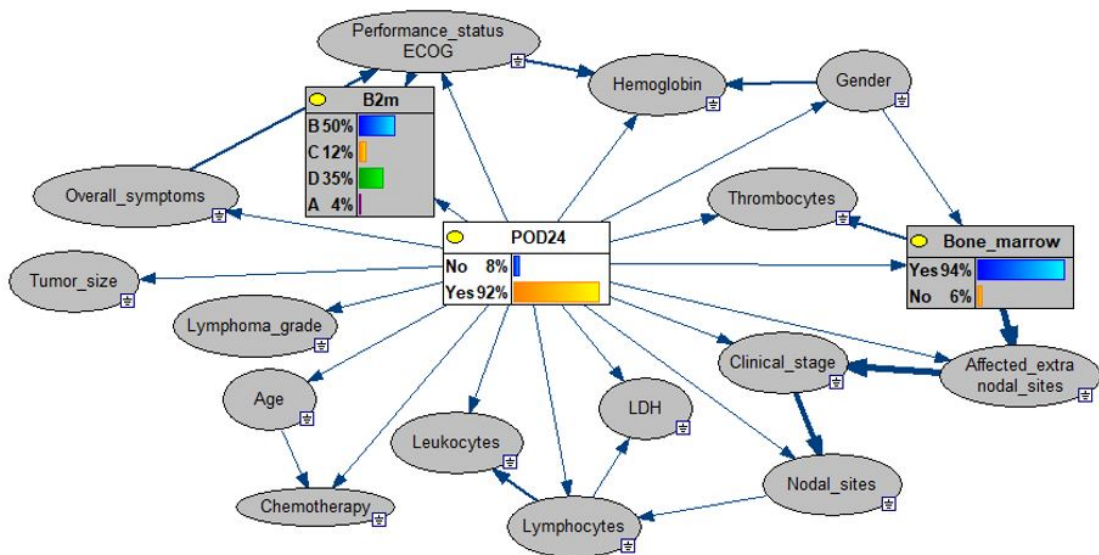 Performance_status
ECOG
Hemoglobin
Gender
B2m
B 50%
C 12%
D 35%
A 4%
Overall_symptoms
Thrombocytes
POD24
No 8%
Yes 92%
Bone_marrow
Yes 94%
No 6%
Tumor_size
Lymphoma_grade
Clinical_stage
Affected_extra
nodal_sites
Age
LDH
Leukocytes
Nodal_sites
Chemotherapy
Lymphocytes